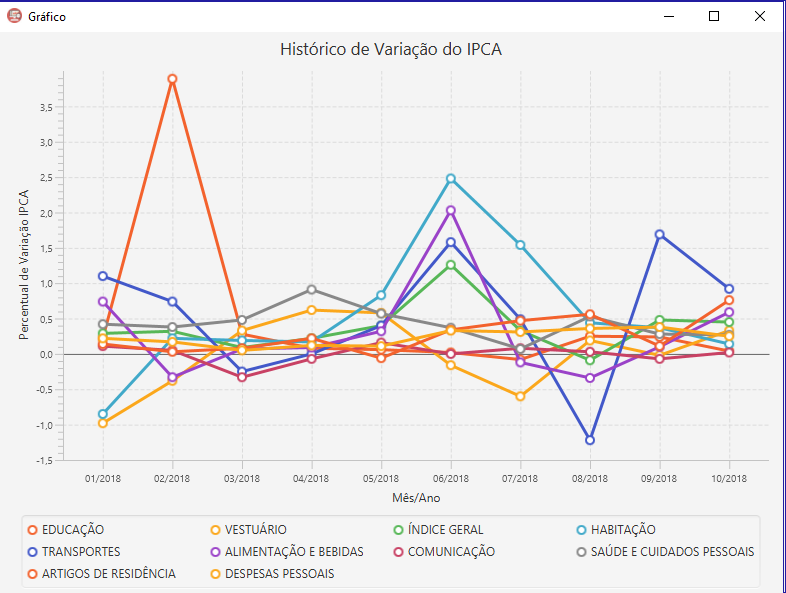 Gráfico
Histórico de Variação do IPCA
Percentual de Variação IPCA
3,5
3,0
2,5
2,0
1,5
1,0
0,5
0,0
-0,5
-1,0
-1,5
01/2018 02/2018 03/2018 04/2018 05/2018 06/2018 07/2018 08/2018 09/2018 10/2018
Mês/Ano
EDUCAÇÃO VESTUÁRIO ÍNDICE GERAL HABITAÇÃO
TRANSPORTES ALIMENTAÇÃO E BEBIDAS COMUNICAÇÃO SAÚDE E CUIDADOS PESSOAIS
ARTIGOS DE RESIDÊNCIA DESPESAS PESSOAIS